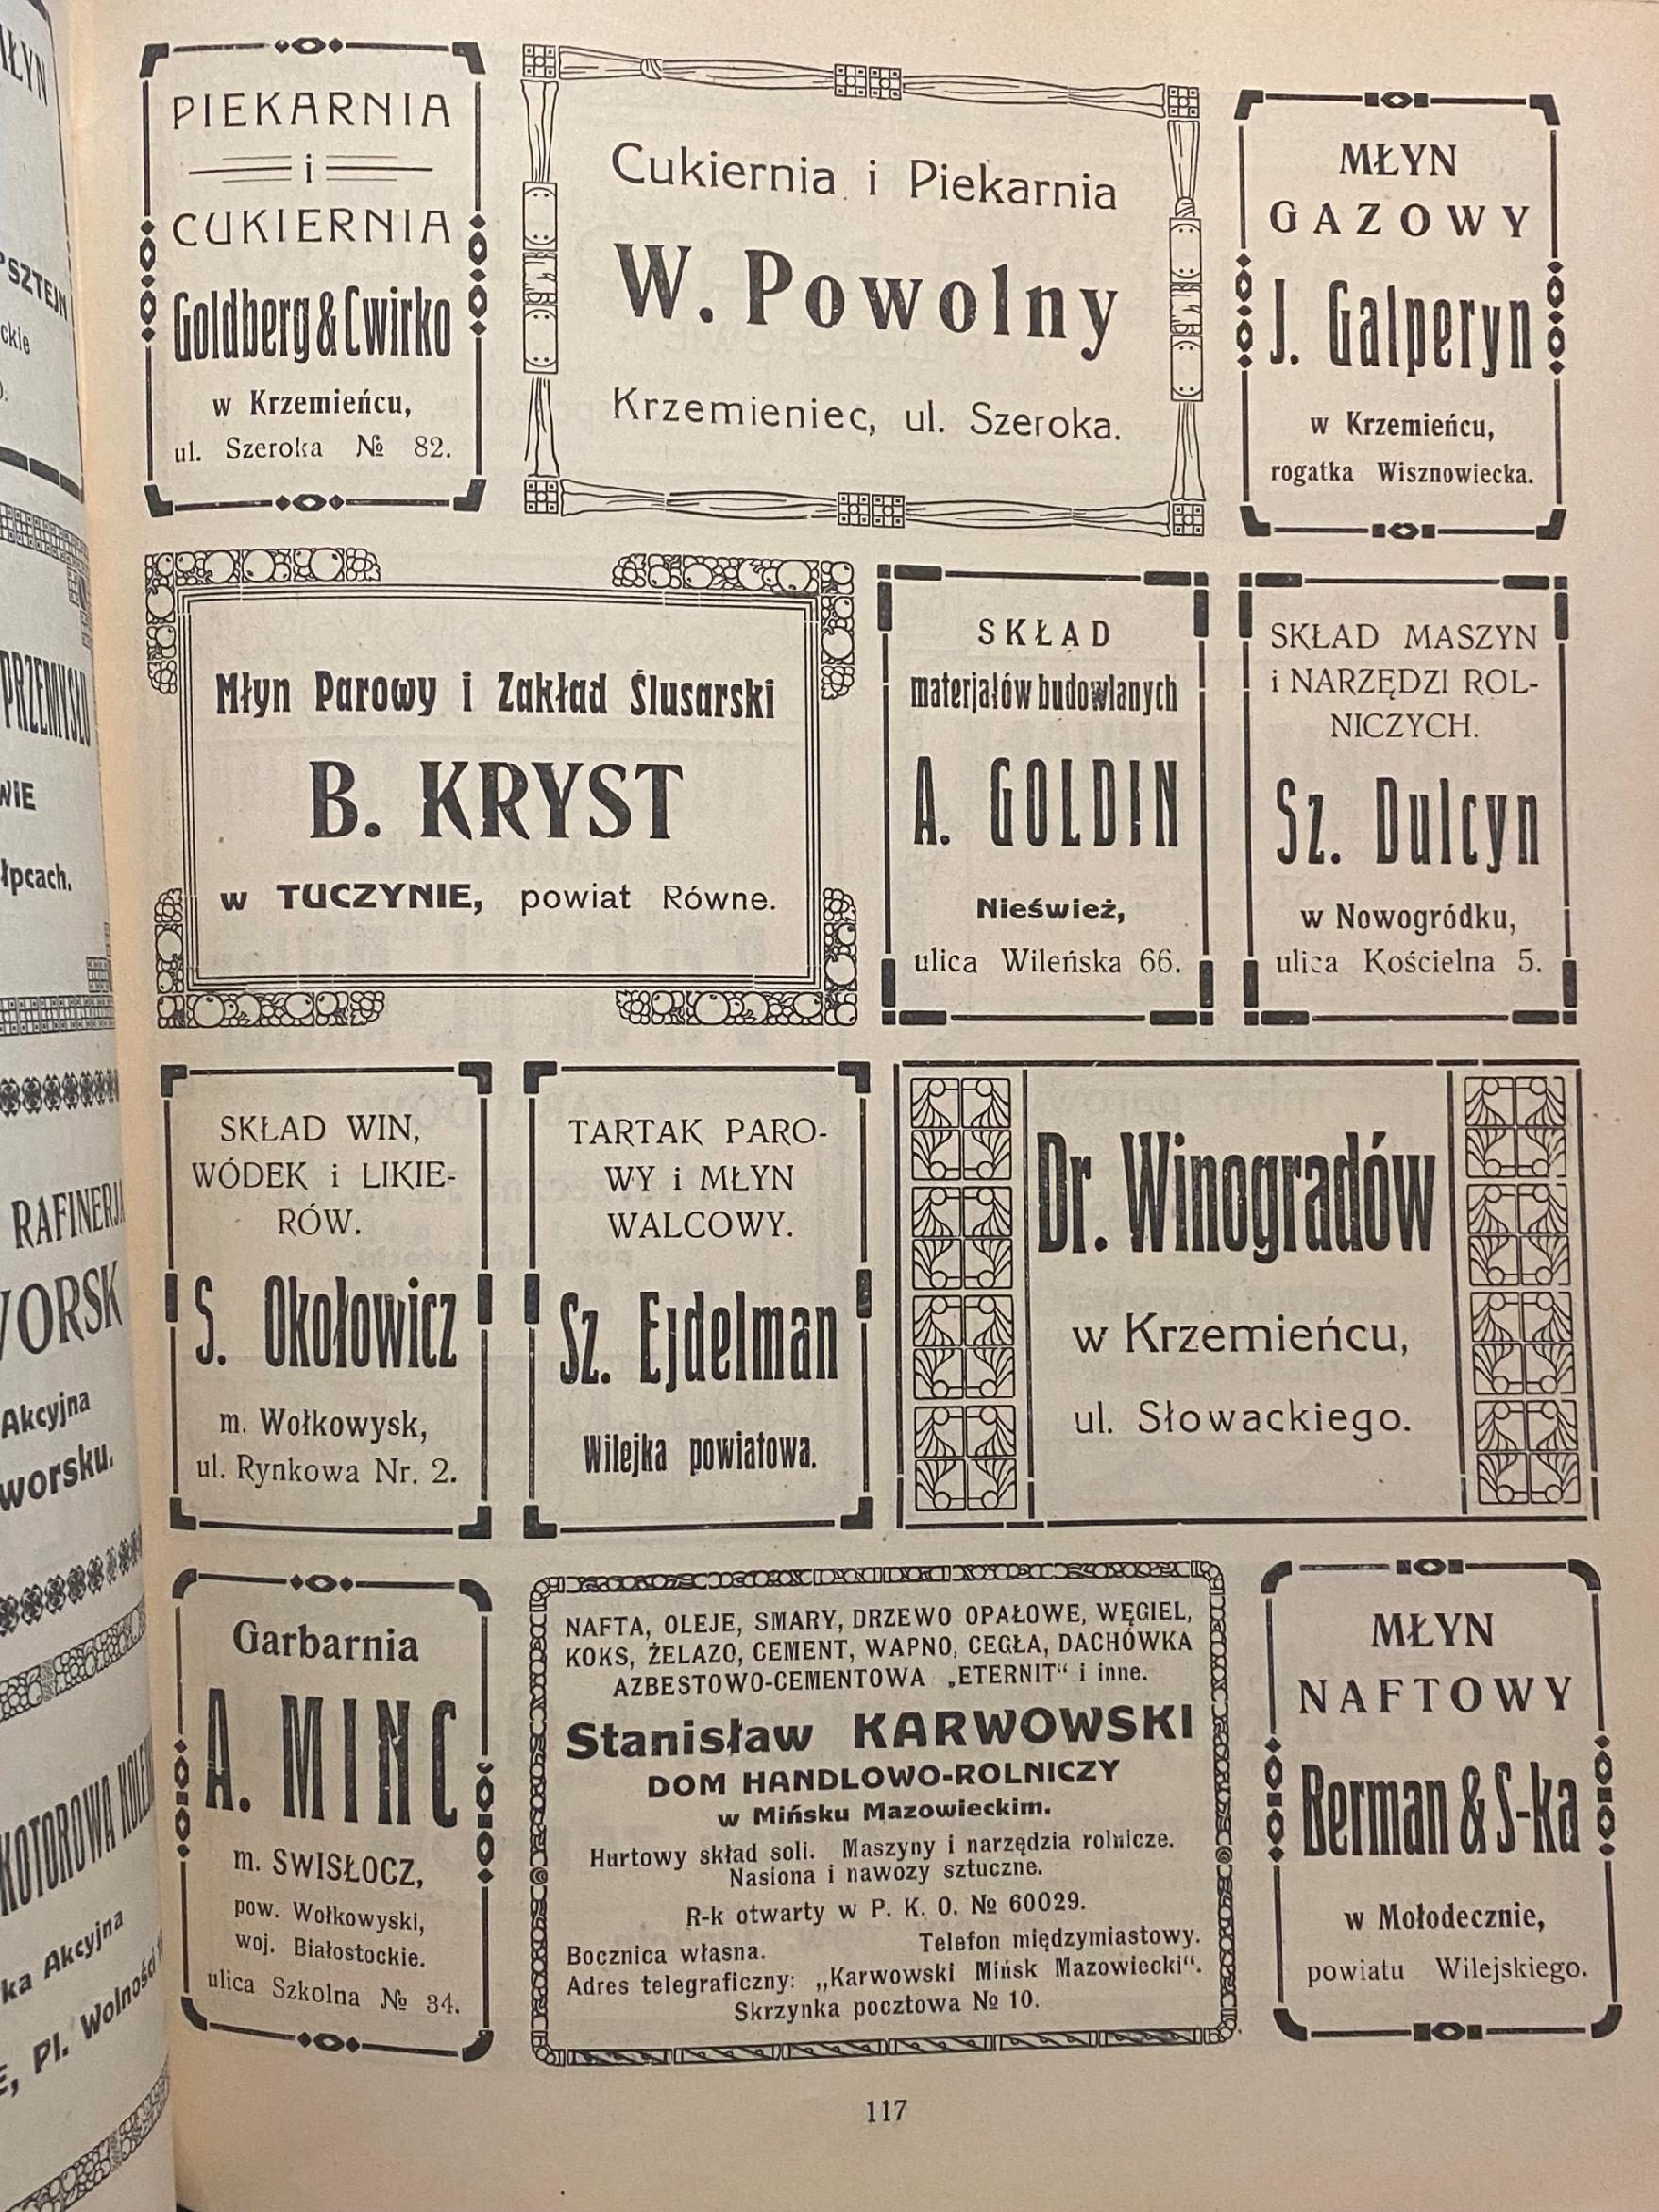 PIEKARNIA
i
CUKIERNIA
Goldberg & Cwirko
w Krzemieńcu,
ul. Szeroka № 82.
Cukiernia i Piekarnia
W. Powolny
Krzemieniec, ul. Szeroka.
MŁYN
GAZOWY
J. Galperyn
w Krzemieńcu,
rogatka Wisznowiecka.
Młyn Parowy i Zakład Ślusarski
B. KRYST
w TUCZYNIE, powiat Równe.
SKŁAD
materjałów budowlanych
A. GOLDIN
Nieśwież,
ulica Wileńska 66.
SKŁAD MASZYN
i NARZĘDZI ROL-
NICZYCH.
Sz. Dulcyn
w Nowogródku,
ulica Kościelna 5.
SKŁAD WIN,
WÓDEK i LIKIE-
RÓW.
S. Okołowicz
m. Wołkowysk,
ul. Rynkowa Nr. 2.
TARTAK PARO-
WY i MŁYN
WALCOWY.
Sz. Ejdelman
Wilejka powiatowa.
Dr. Winogradów
w Krzemieńcu,
ul. Słowackiego.
Garbarnia
A. MINC
m. SWISŁOCZ,
pow. Wołkowyski,
woj. Białostockie.
ulica Szkolna № 34.
NAFTA, OLEJE, SMARY, DRZEWO OPAŁOWE, WĘGIEL,
KOKS, ŻELAZO, CEMENT, WAPNO, CEGŁA, DACHÓWKA
AZBESTOWO-CEMENTOWA „ETERNIT“ i inne.
Stanisław KARWOWSKI
DOM HANDLOWO-ROLNICZY
w Mińsku Mazowieckim.
Hurtowy skład soli. Maszyny i narzędzia rolnicze.
Nasiona i nawozy sztuczne.
R-k otwarty w P. K. O. № 60029.
Bocznica własna. Telefon międzymiastowy.
Adres telegraficzny: „Karwowski Mińsk Mazowiecki“.
Skrzynka pocztowa № 10.
MŁYN
NAFTOWY
Berman & S-ka
w Mołodecznie,
powiatu Wilejskiego.
117
PRZEMYSŁU
RAFINERJA
Akcyjna
Akcyjna
Pl. Wolności